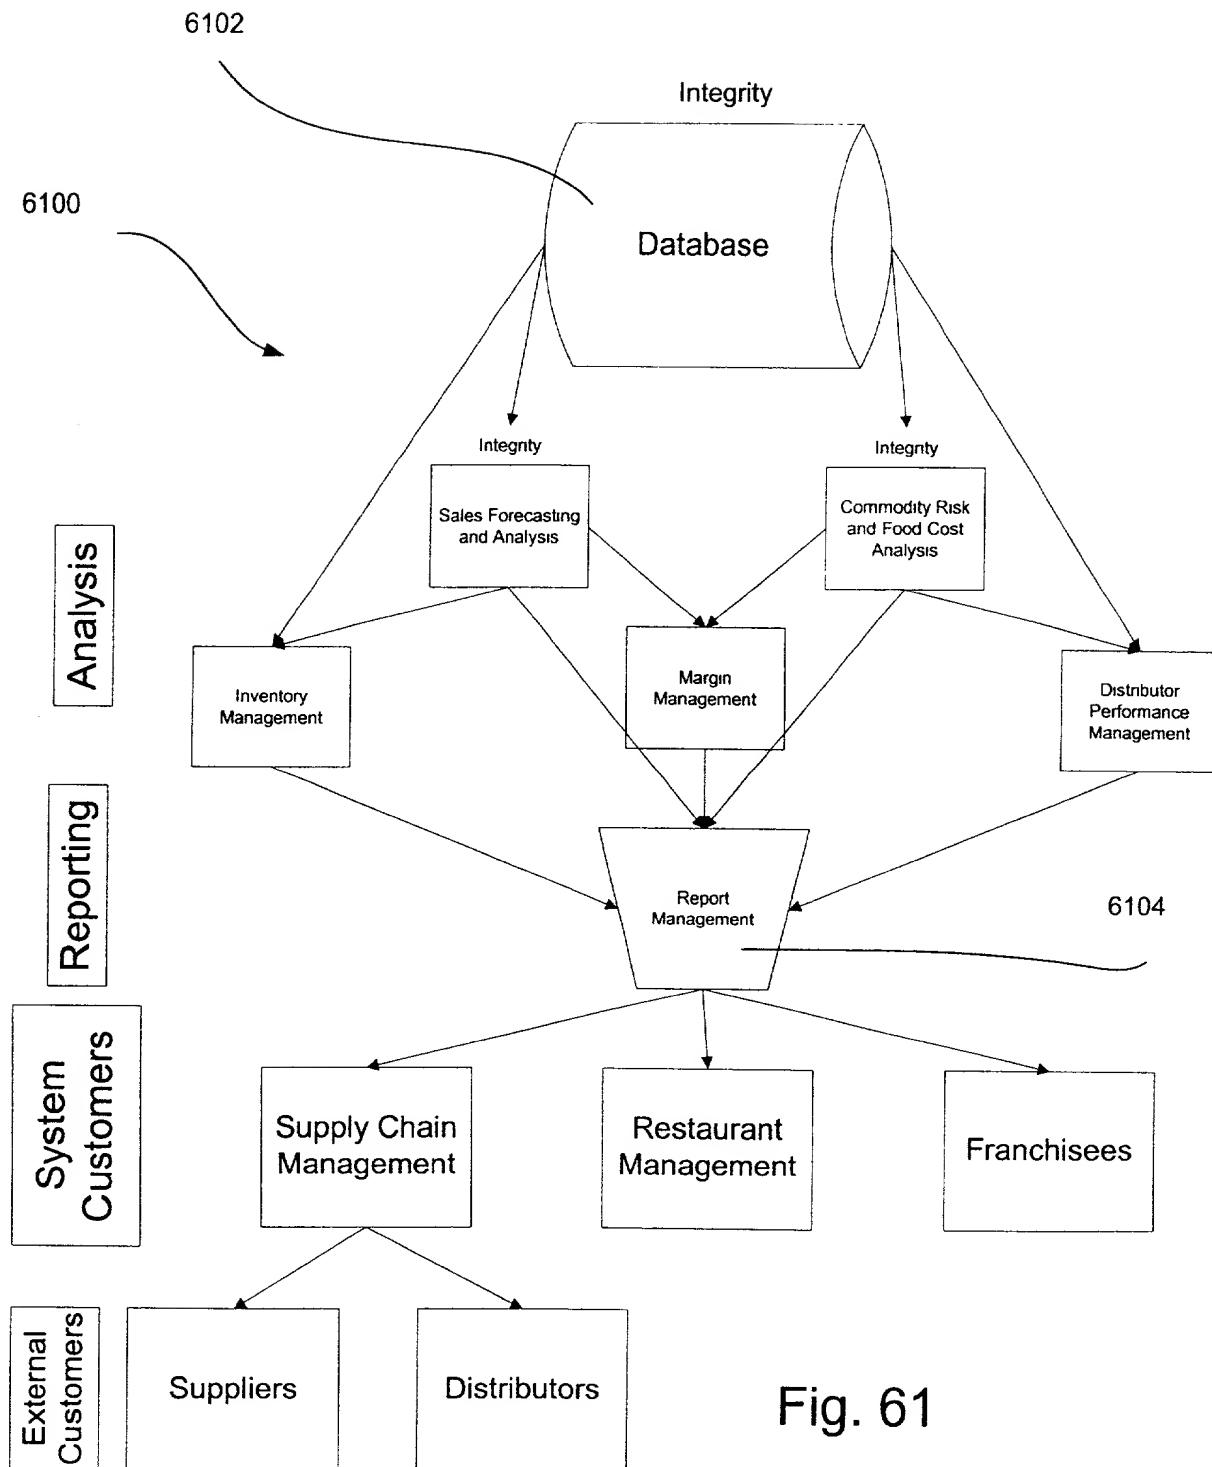 6102
Integrity
6100
Database
Integrity
Integrity
Sales Forecasting
and Analysis
Commodity Risk
and Food Cost
Analysis
Analysis
Inventory
Management
Margin
Management
Distributor
Performance
Management
Reporting
Report
Management
6104
System
Customers
Supply Chain
Management
Restaurant
Management
Franchisees
External
Customers
Suppliers
Distributors
Fig. 61